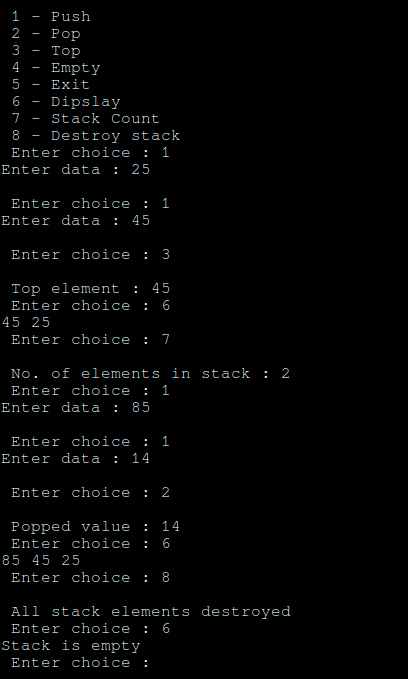 1 - Push
2 - Pop
3 - Top
4 - Empty
5 - Exit
6 - Dipslay
7 - Stack Count
8 - Destroy stack
Enter choice : 1
Enter data : 25
Enter choice : 1
Enter data : 45
Enter choice : 3
Top element : 45
Enter choice : 6
45 25
Enter choice : 7
No. of elements in stack : 2
Enter choice : 1
Enter data : 85
Enter choice : 1
Enter data : 14
Enter choice : 2
Popped value : 14
Enter choice : 6
85 45 25
Enter choice : 8
All stack elements destroyed
Enter choice : 6
Stack is empty
Enter choice :